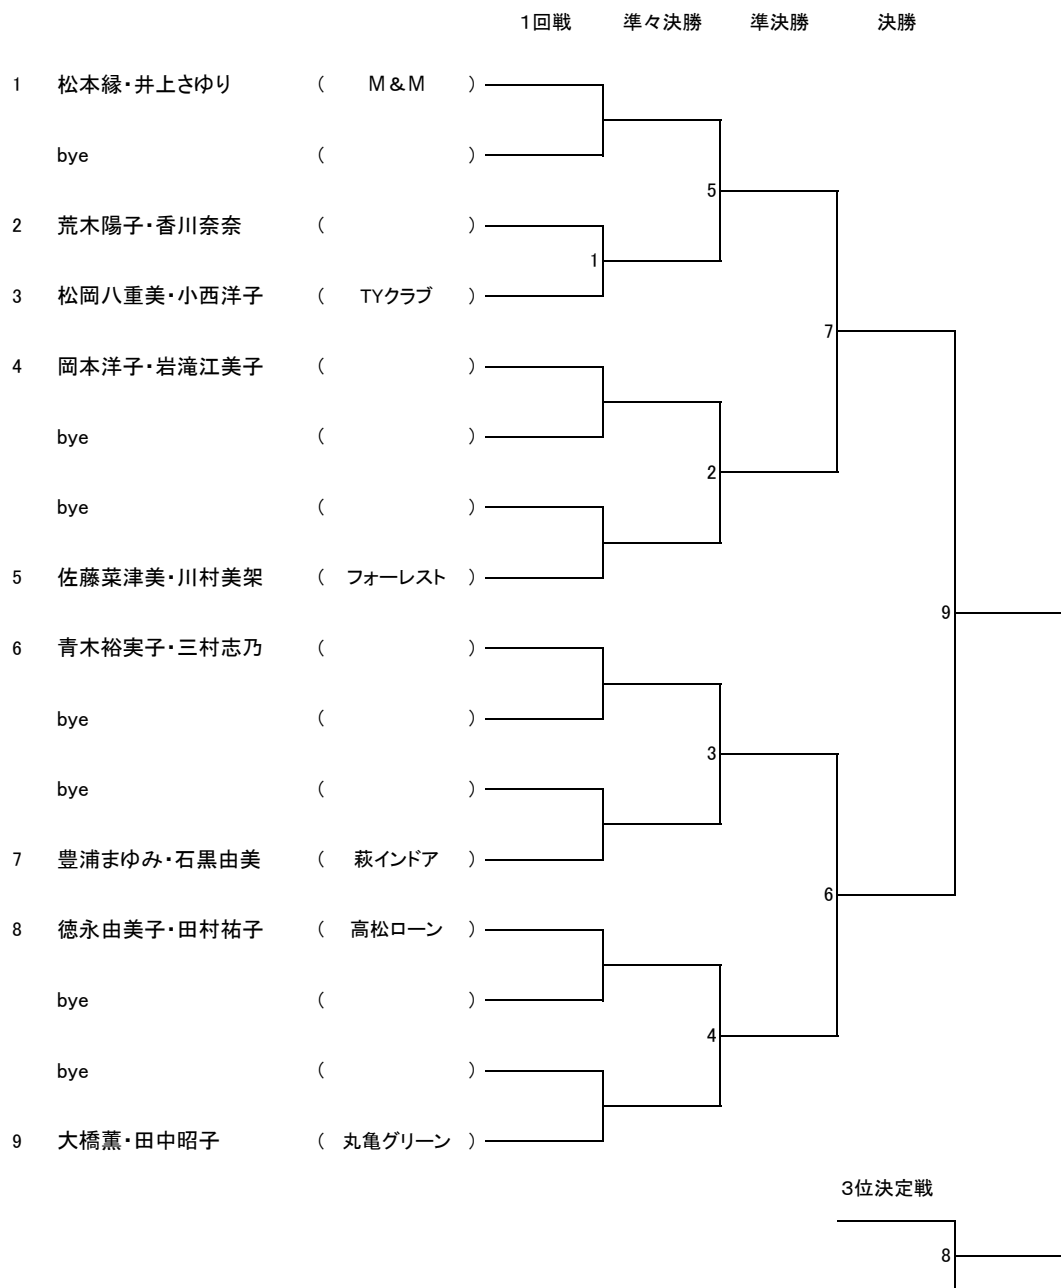 1回戦 準々決勝 準決勝 決勝
1 松本縁・井上さゆり ( M&M )
bye ( )
5
2 荒木陽子・香川奈奈 ( )
1
3 松岡八重美・小西洋子 ( TYクラブ )
7
4 岡本洋子・岩滝江美子 ( )
bye ( )
2
bye ( )
5 佐藤菜津美・川村美架 ( フォーレスト )
9
6 青木裕実子・三村志乃 ( )
bye ( )
3
bye ( )
7 豊浦まゆみ・石黒由美 ( 萩インドア )
6
8 徳永由美子・田村祐子 ( 高松ローン )
bye ( )
4
bye ( )
9 大橋薫・田中昭子 ( 丸亀グリーン )
3位決定戦
8